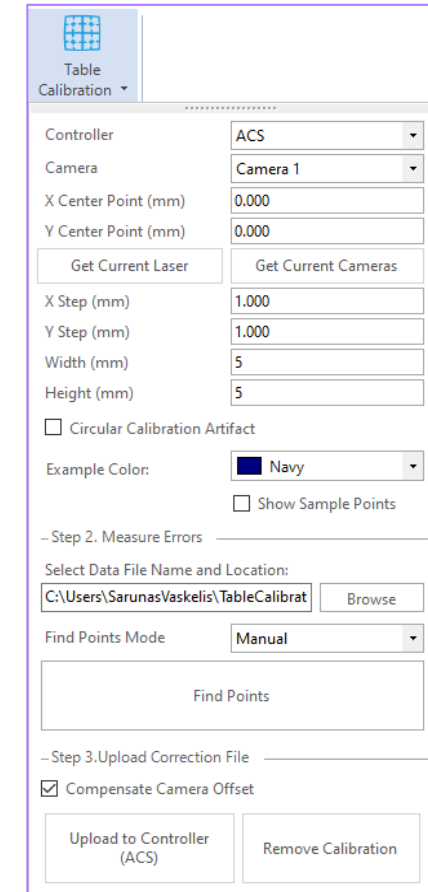 Table
Calibration
Controller ACS
Camera Camera 1
X Center Point (mm) 0.000
Y Center Point (mm) 0.000
Get Current Laser Get Current Cameras
X Step (mm) 1.000
Y Step (mm) 1.000
Width (mm) 5
Height (mm) 5
Circular Calibration Artifact
Example Color: Navy
Show Sample Points
Step 2. Measure Errors
Select Data File Name and Location:
C:\Users\SarunasVaskelis\TableCalibrat Browse
Find Points Mode Manual
Find Points
Step 3.Upload Correction File
Compensate Camera Offset
Upload to Controller
(ACS)
Remove Calibration